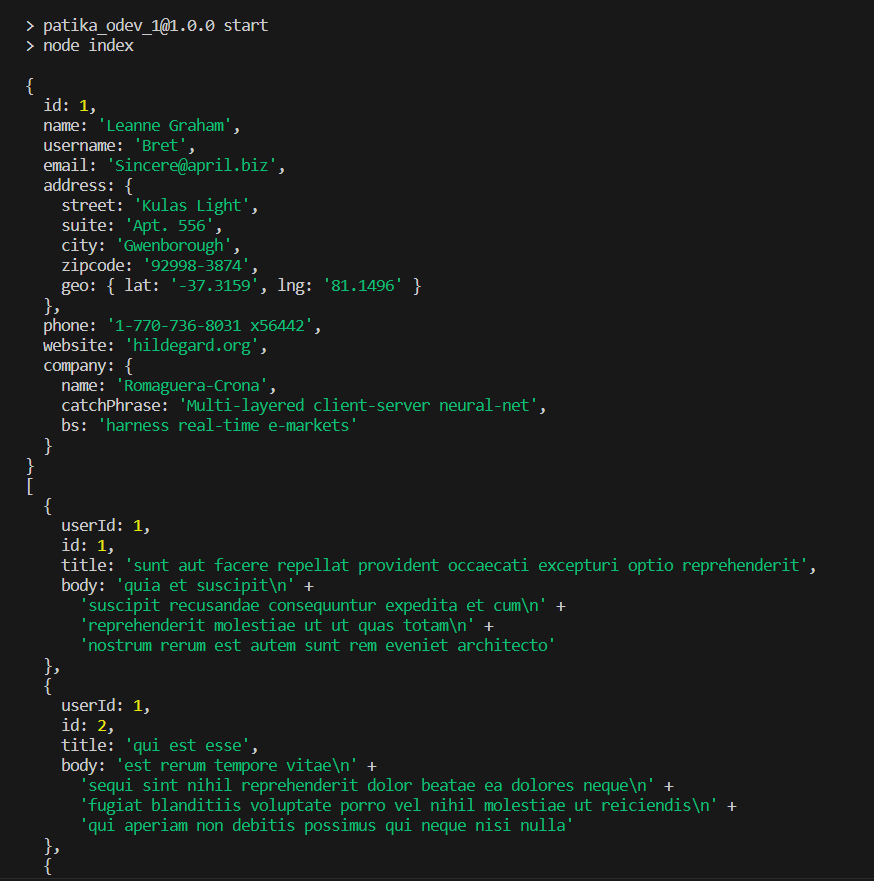 > patika_odev_1@1.0.0 start
> node index
{
id: 1,
name: 'Leanne Graham',
username: 'Bret',
email: 'Sincere@april.biz',
address: {
street: 'Kulas Light',
suite: 'Apt. 556',
city: 'Gwenborough',
zipcode: '92998-3874',
geo: { lat: '-37.3159', lng: '81.1496' }
},
phone: '1-770-736-8031 x56442',
website: 'hildegard.org',
company: {
name: 'Romaguera-Crona',
catchPhrase: 'Multi-layered client-server neural-net',
bs: 'harness real-time e-markets'
}
}
[
{
userId: 1,
id: 1,
title: 'sunt aut facere repellat provident occaecati excepturi optio reprehenderit',
body: 'quia et suscipit\n' +
'suscipit recusandae consequuntur expedita et cum\n' +
'reprehenderit molestiae ut ut quas totam\n' +
'nostrum rerum est autem sunt rem eveniet architecto'
},
{
userId: 1,
id: 2,
title: 'qui est esse',
body: 'est rerum tempore vitae\n' +
'sequi sint nihil reprehenderit dolor beatae ea dolores neque\n' +
'fugiat blanditiis voluptate porro vel nihil molestiae ut reiciendis\n' +
'qui aperiam non debitis possimus qui neque nisi nulla'
},
{